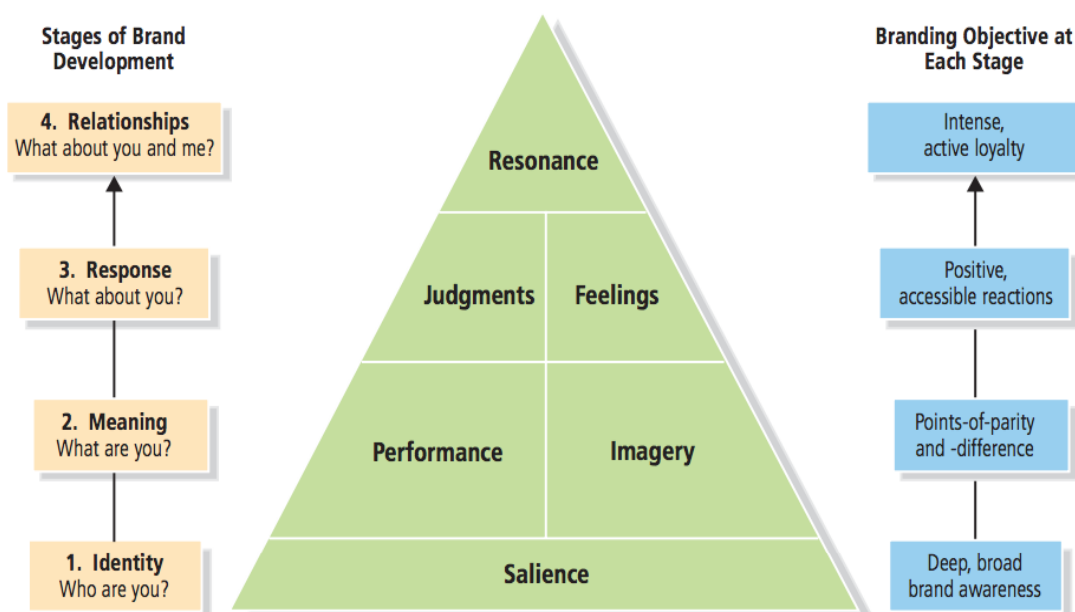 Stages of Brand
Development
Branding Objective at
Each Stage
4. Relationships
What about you and me?
Resonance
Intense,
active loyalty
3. Response
What about you?
Judgments
Feelings
Positive,
accessible reactions
2. Meaning
What are you?
Performance
Imagery
Points-of-parity
and -difference
1. Identity
Who are you?
Salience
Deep, broad
brand awareness